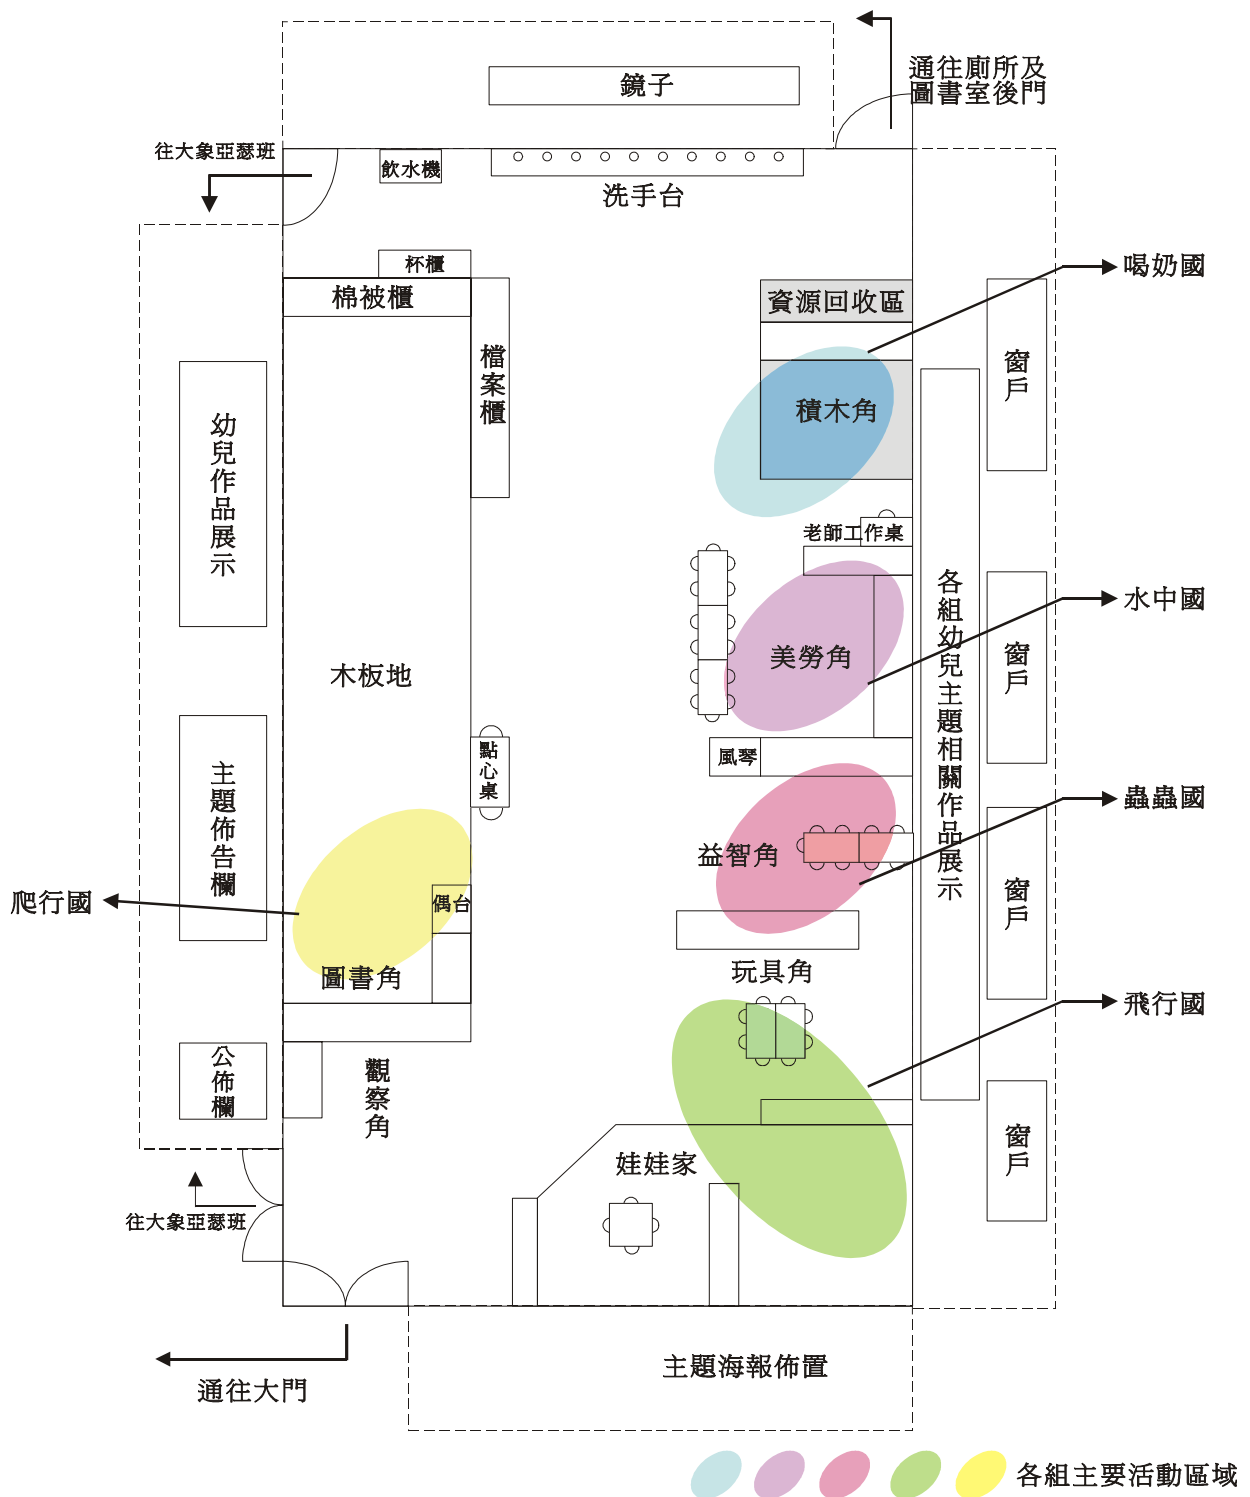 鏡子
通往廁所及
圖書室後門
往大象亞瑟班
飲水機
洗手台
杯櫃
棉被櫃
檔案櫃
資源回收區
喝奶國
窗戶
積木角
幼兒作品展示
老師工作桌
各組幼兒主題相關作品展示
水中國
窗戶
美勞角
木板地
風琴
點心桌
主題佈告欄
蟲蟲國
益智角
窗戶
爬行國
偶台
圖書角
玩具角
飛行國
公佈欄
觀察角
窗戶
娃娃家
往大象亞瑟班
主題海報佈置
通往大門
各組主要活動區域